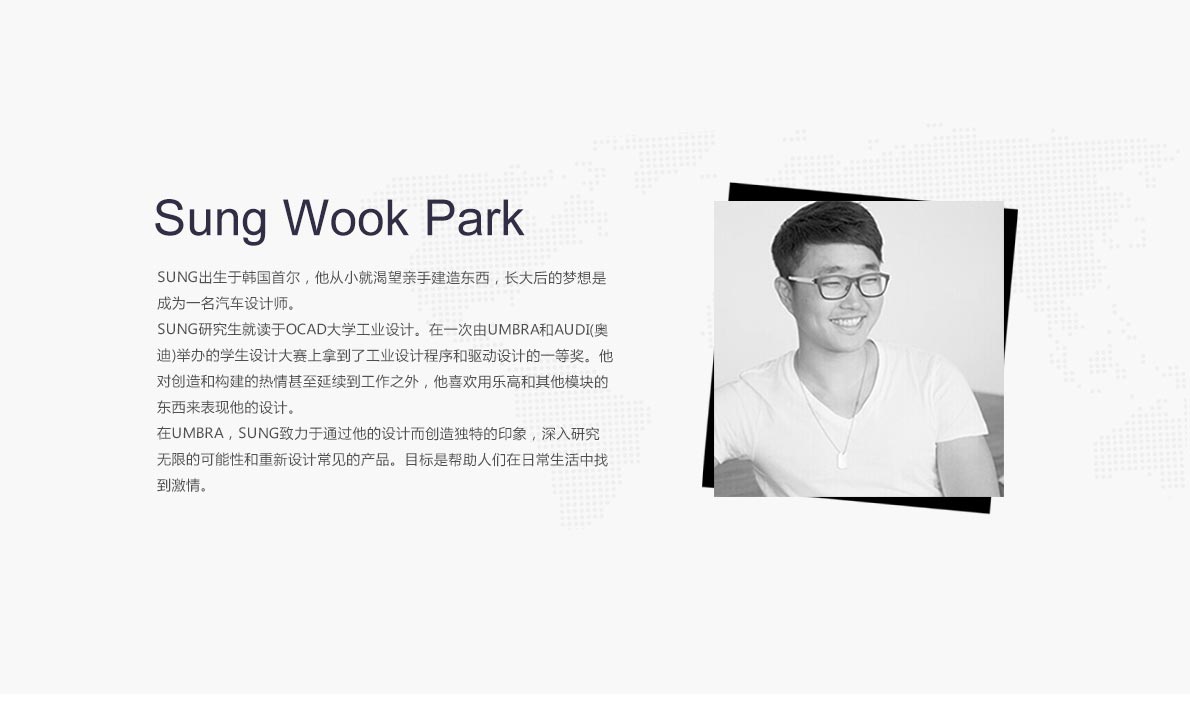 Sung Wook Park
SUNG出生于韩国首尔，他从小就渴望亲手建造东西，长大后的梦想是
成为一名汽车设计师。
SUNG研究生就读于OCAD大学工业设计。在一次由UMBRA和AUDI(奥
迪)举办的学生设计大赛上拿到了工业设计程序和驱动设计的一等奖。他
对创造和构建的热情甚至延续到工作之外，他喜欢用乐高和其他模块的
东西来表现他的设计。
在UMBRA，SUNG致力于通过他的设计而创造独特的印象，深入研究
无限的可能性和重新设计常见的产品。目标是帮助人们在日常生活中找
到激情。